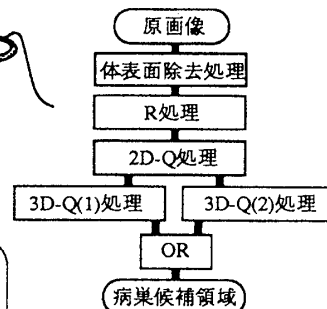 原画像
体表面除去処理
R処理
2D-Q処理
3D-Q(1)処理 3D-Q(2)処理
OR
病巣候補領域